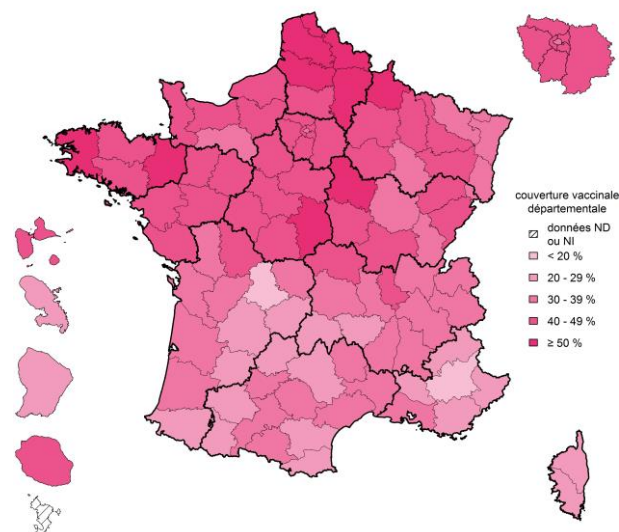 couverture vaccinale
départementale
données ND
ou NI
< 20 %
20 - 29 %
30 - 39 %
40 - 49 %
≥ 50 %